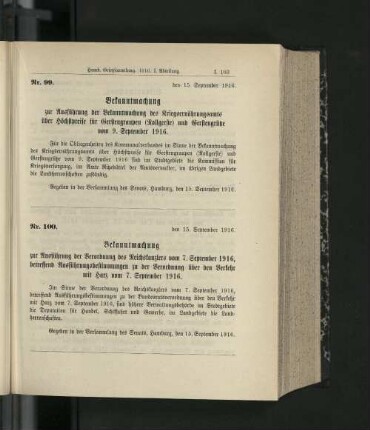 Hamb. Gesetzsammlung. 1916. I. Abteilung. I. 163
Nr. 99. den 15. September 1916.
Bekanntmachung
zur Ausführung der Bekanntmachung des Kriegsernährungsamts
über Höchstpreise für Gerstengraupen (Rollgerste) und Gerstengrütze
vom 9. September 1916.
Für die Obliegenheiten des Kommunalverbandes im Sinne der Bekanntmachung
des Kriegsernährungsamts über Höchstpreise für Gerstengraupen (Rollgerste) und
Gerstengrütze vom 9. September 1916 sind im Stadtgebiete die Kommission für
Kriegsversorgung, im Amte Ritzebüttel der Amtsverwalter, im übrigen Landgebiete
die Landherrenschaften zuständig.
Gegeben in der Versammlung des Senats, Hamburg, den 15. September 1916.
Nr. 100. den 15. September 1916.
Bekanntmachung
zur Ausführung der Verordnung des Reichskanzlers vom 7. September 1916,
betreffend Ausführungsbestimmungen zu der Verordnung über den Verkehr
mit Harz vom 7. September 1916.
Im Sinne der Verordnung des Reichskanzlers vom 7. September 1916,
betreffend Ausführungsbestimmungen zu der Bundesratsverordnung über den Verkehr
mit Harz vom 7. September 1916, sind höhere Verwaltungsbehörde im Stadtgebiete
die Deputation für Handel, Schiffahrt und Gewerbe, im Landgebiete die Land-
herrenschaften.
Gegeben in der Versammlung des Senats, Hamburg, den 15. September 1916.